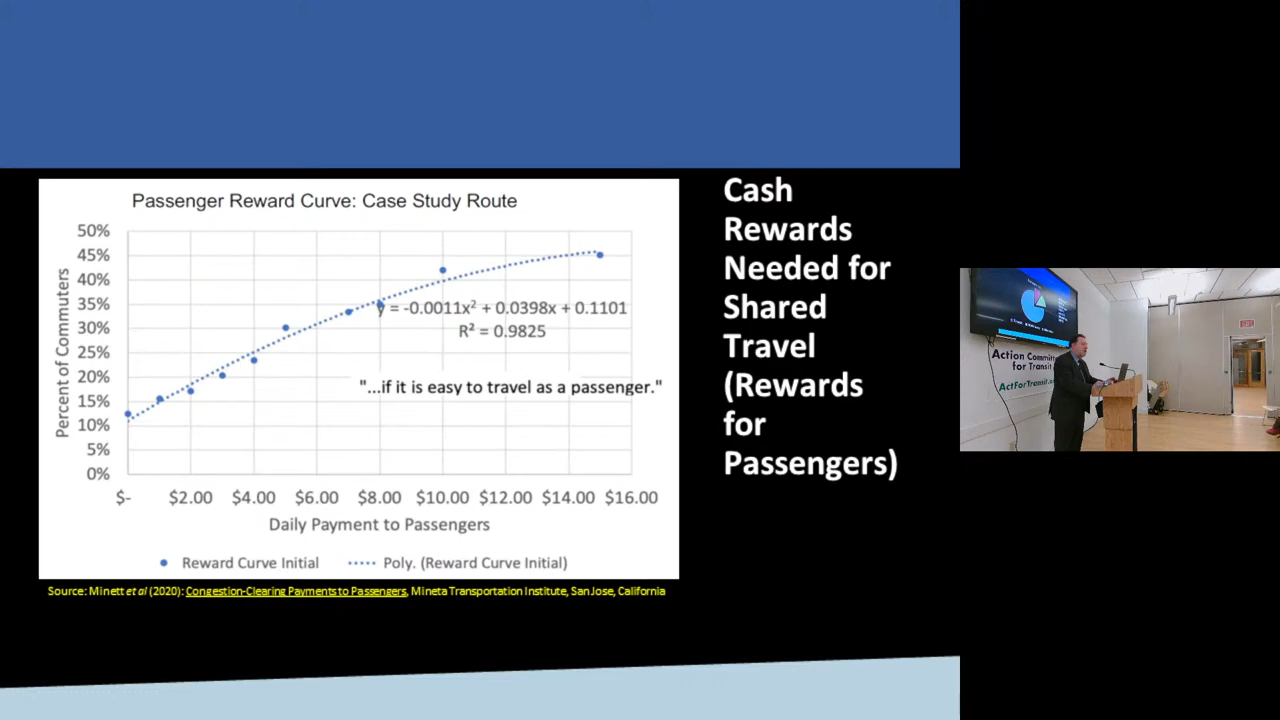 Passenger Reward Curve: Case Study Route
50%
45%
40%
35%
30%
25%
20%
15%
10%
5%
0%
Percent of Commuters
y = -0.0011x² + 0.0398x + 0.1101
R² = 0.9825
"...if it is easy to travel as a passenger."
$- $2.00 $4.00 $6.00 $8.00 $10.00 $12.00 $14.00 $16.00
Daily Payment to Passengers
Reward Curve Initial Poly. (Reward Curve Initial)
Source: Minett et al (2020): Congestion-Clearing Payments to Passengers, Mineta Transportation Institute, San Jose, California
Cash
Rewards
Needed for
Shared
Travel
(Rewards
for
Passengers)
Action Committ
for Transit
ActForTransit.